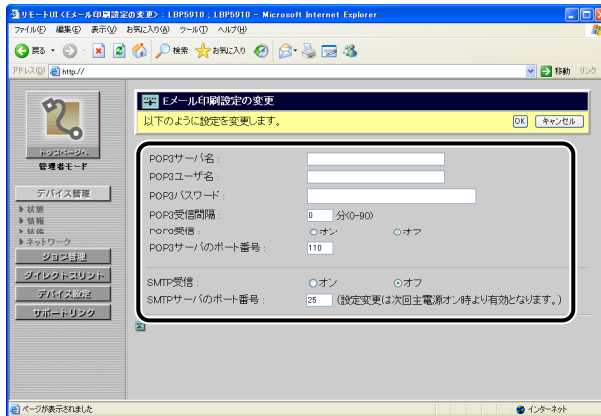 リモートUI <Eメール印刷設定の変更> : LBP5910 ; LBP5910 - Microsoft Internet Explorer
ファイル(F) 編集(E) 表示(V) お気に入り(A) ツール(T) ヘルプ(H)
戻る 検索 お気に入り
アドレス(D) http:// 移動 リンク
Eメール印刷設定の変更
以下のように設定を変更します。 OK キャンセル
トップページへ
管理者モード
デバイス管理
状態
情報
装備
ネットワーク
ジョブ管理
ダイレクトプリント
デバイス設定
サポートリンク
POP3サーバ名 :
POP3ユーザ名 :
POP3パスワード :
POP3受信間隔 : 0 分(0-90)
POP3受信 : オン オフ
POP3サーバのポート番号 : 110
SMTP受信 : オン オフ
SMTPサーバのポート番号 : 25 (設定変更は次回主電源オン時より有効となります。)
ページが表示されました インターネット